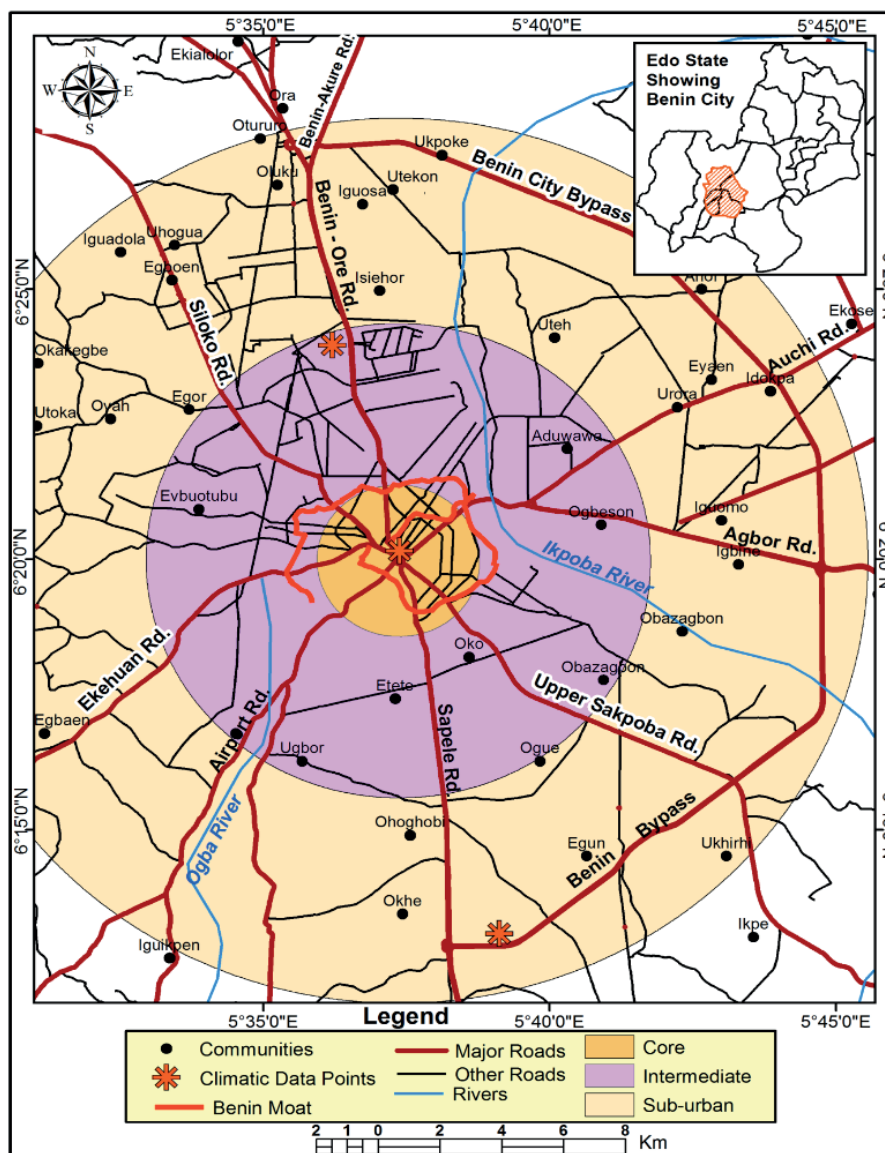 5°35'0"E 5°40'0"E 5°45'0"E
Edo State
Showing
Benin City
N
W E
S
Ekialolor
Ora
Benin-Akure Rd.
Otururo
Ukpoke
Benin City Bypass
Oluku
Utekon
Iguosa
Benin - Ore Rd.
Uhogua
Iguadola
Egboen
Isiehor
6°25'0"N
Siloko Rd.
Uteh
Ekose
Okakegbe
Auchi Rd.
Eyaen
Idokpa
Utoka
Oyah
Egor
Urora
Aduwawa
Evbuotubu
Ogbeson
Iguomo
Agbor Rd.
Igbine
6°20'0"N
Ikpoba River
Obazagbon
Oko
Ekehuan Rd.
Obazagbon
Etete
Upper Sakpoba Rd.
Egbaen
Airport Rd.
Sapele Rd.
Ugbor
Ogue
6°15'0"N
Ogba River
Ohoghobi
Benin Bypass
Egun
Ukhirhi
Okhe
Ikpe
Iguikpen
5°35'0"E 5°40'0"E 5°45'0"E
Legend
Communities
Climatic Data Points
Benin Moat
Major Roads
Other Roads
Rivers
Core
Intermediate
Sub-urban
2 1 0 2 4 6 8
Km